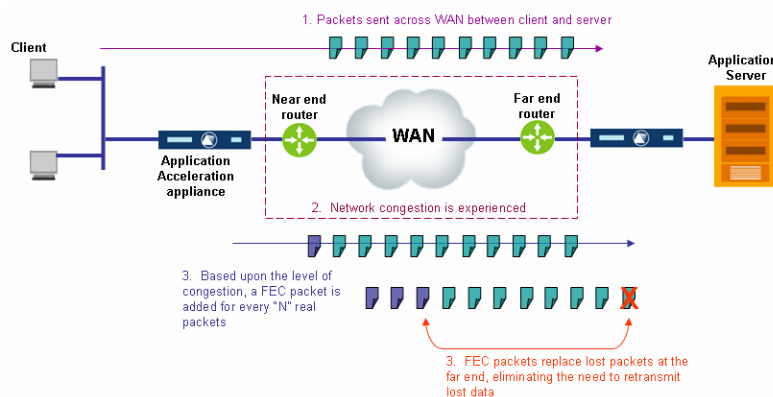 1. Packets sent across WAN between client and server
Client
Application
Server
Near end
router
Far end
router
WAN
Application
Acceleration
appliance
2. Network congestion is experienced
3. Based upon the level of
congestion, a FEC packet is
added for every "N" real
packets
X
3. FEC packets replace lost packets at the
far end, eliminating the need to retransmit
lost data